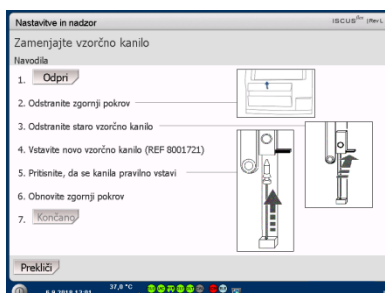 Nastavitve in nadzor
Zamenjajte vzorčno kanilo
Navodila
1. Odpri
2. Odstranite zgornji pokrov
3. Odstranite staro vzorčno kanilo
4. Vstavite novo vzorčno kanilo (REF 8001721)
5. Pritisnite, da se kanila pravilno vstavi
6. Obnovite zgornji pokrov
7. Končano
Prekliči
37,8 °C